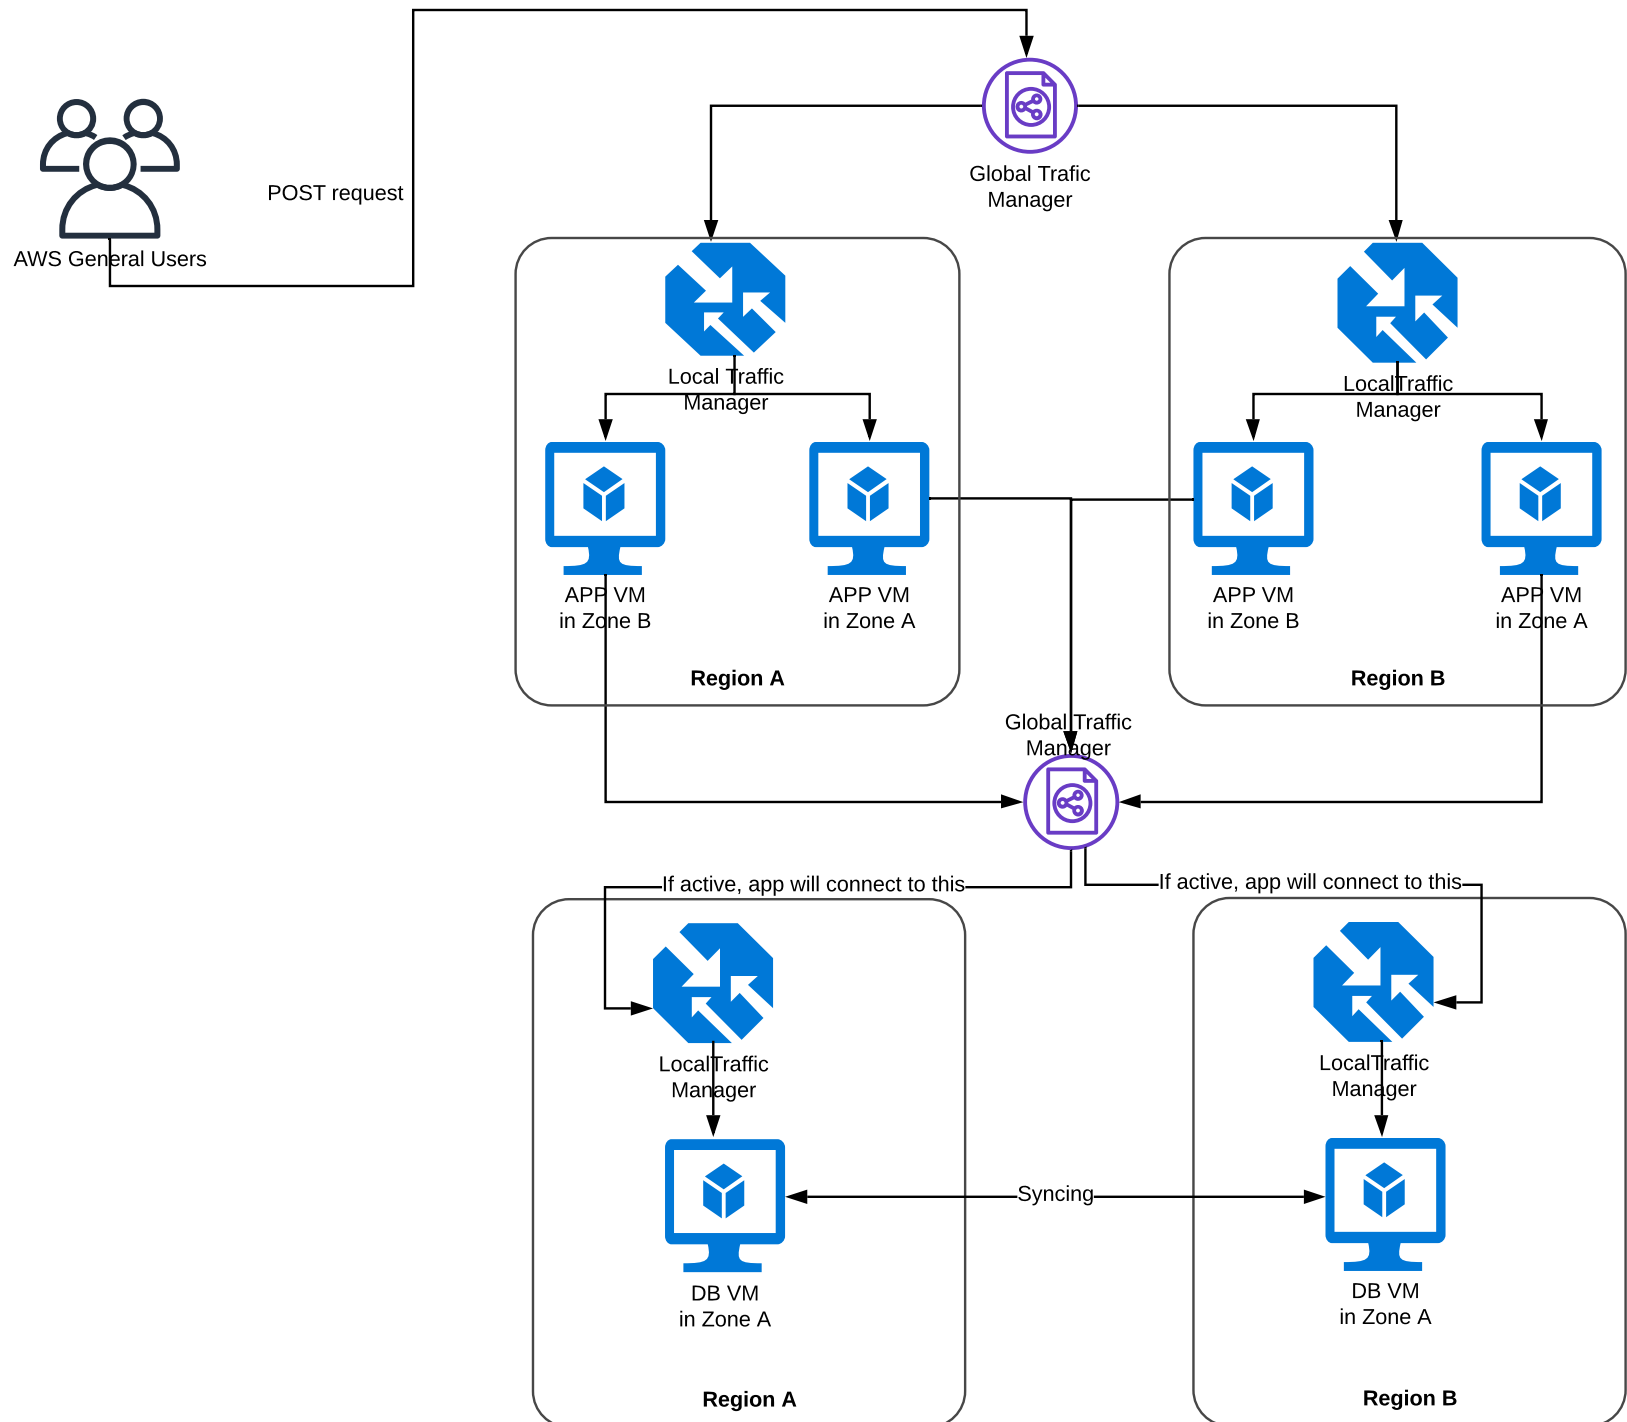 POST request
AWS General Users
Global Trafic
Manager
Local Traffic
Manager
LocalTraffic
Manager
APP VM
in Zone B
APP VM
in Zone A
APP VM
in Zone B
APP VM
in Zone A
Region A
Region B
Global Traffic
Manager
If active, app will connect to this
If active, app will connect to this
LocalTraffic
Manager
LocalTraffic
Manager
Syncing
DB VM
in Zone A
DB VM
in Zone A
Region A
Region B